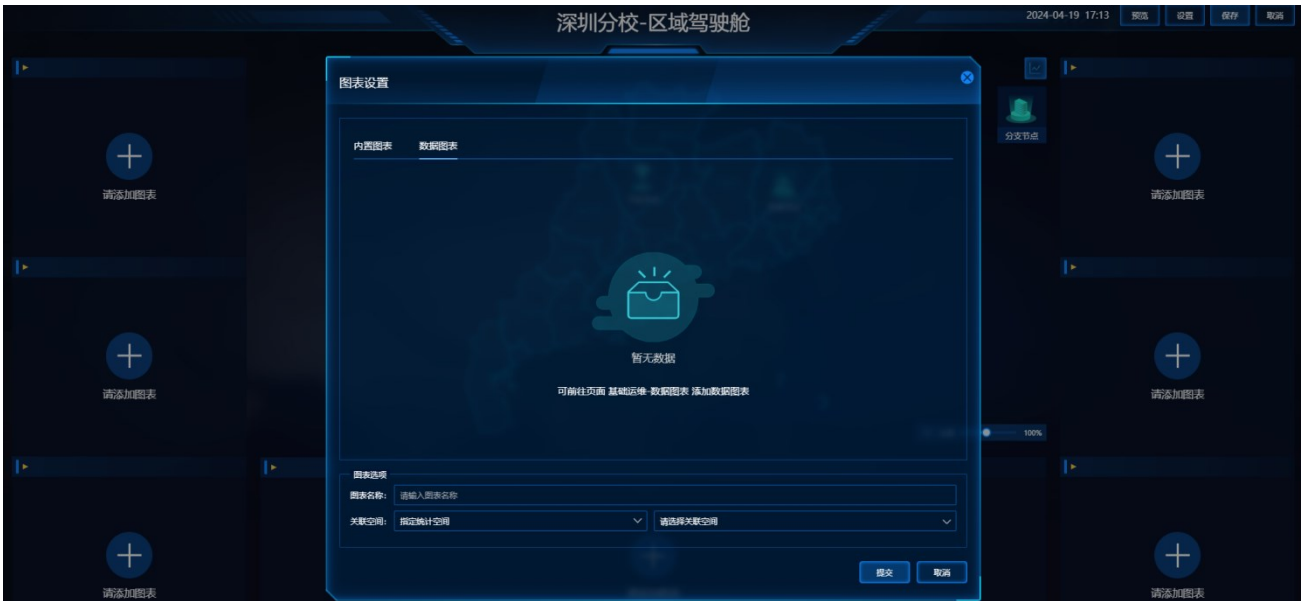 深圳分校-区域驾驶舱
2024-04-19 17:13 预览 设置 保存 取消
图表设置
内置图表 数据图表
分支节点
请添加图表
请添加图表
暂无数据
可前往页面 基础运维-数据图表 添加数据图表
请添加图表
请添加图表
100%
图表选项
图表名称: 请输入图表名称
关联空间: 指定统计空间 请选择关联空间
提交 取消
请添加图表
请添加图表